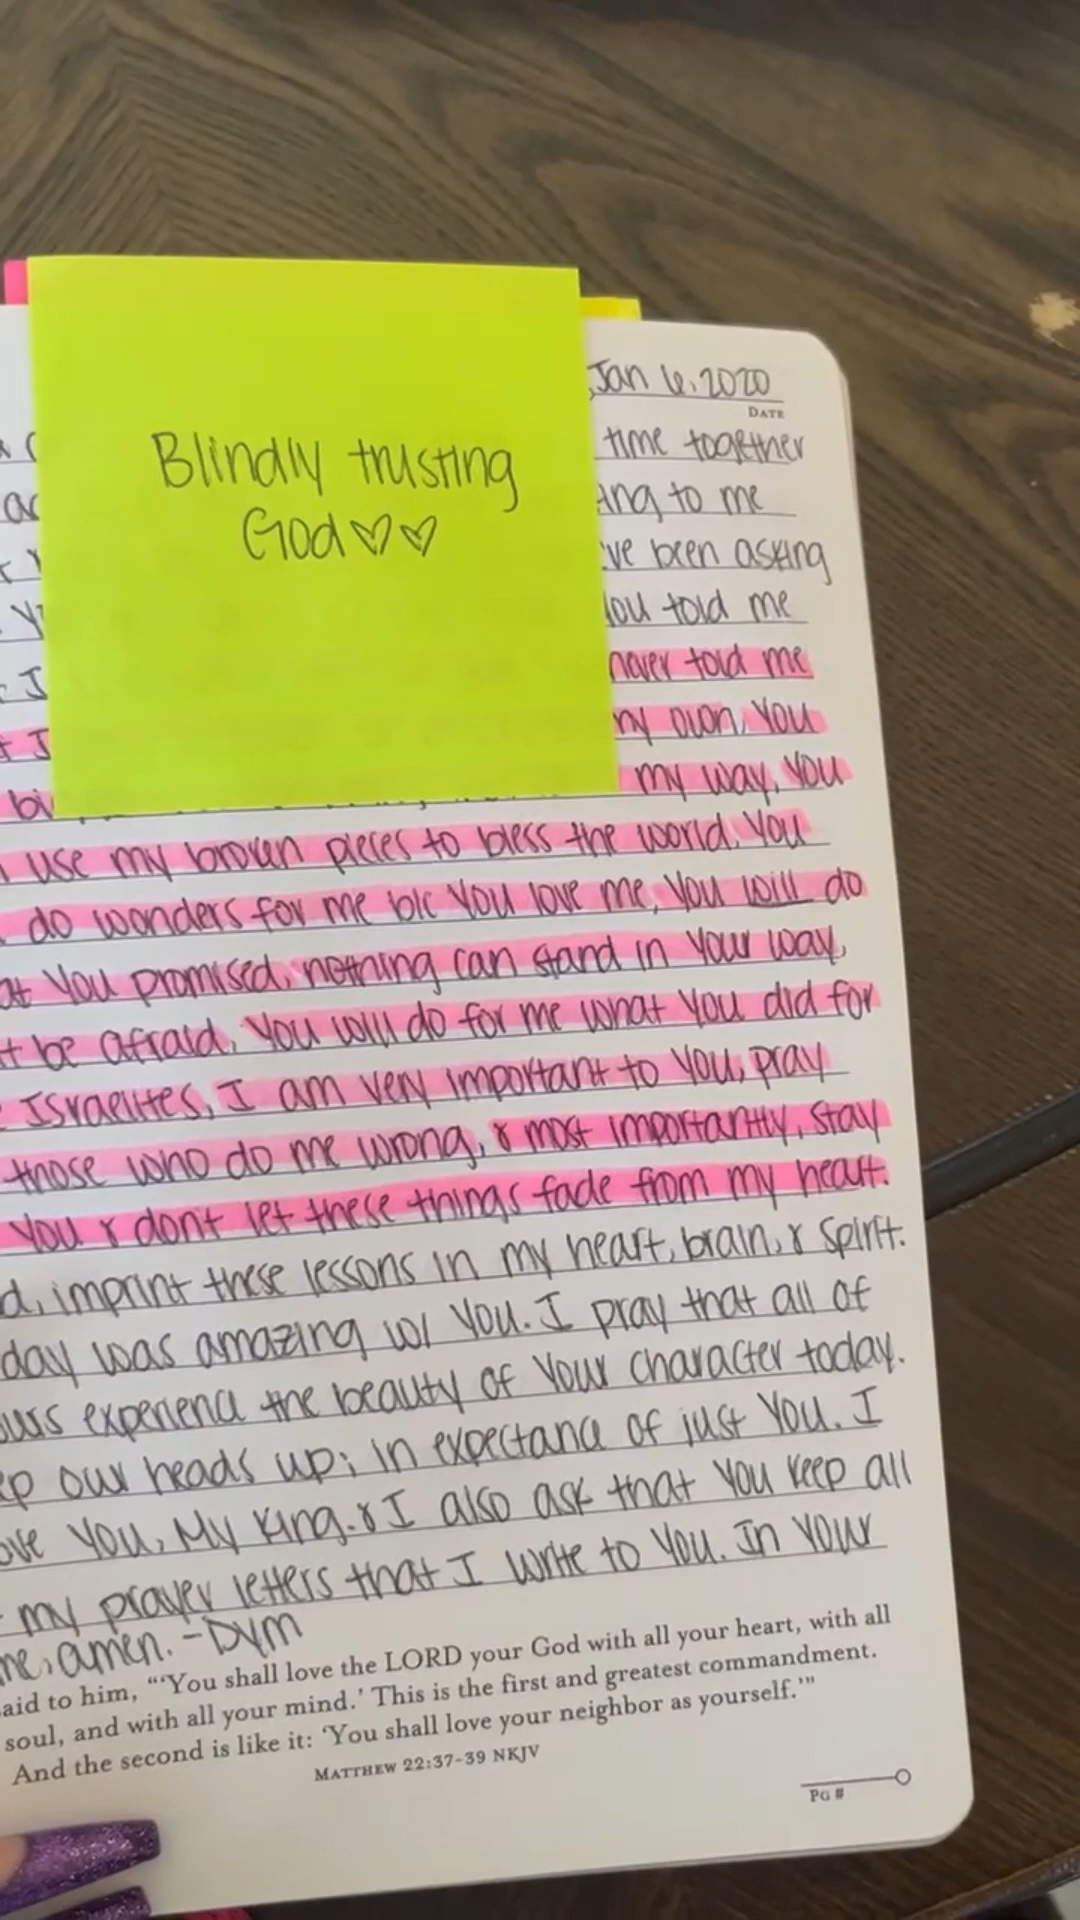 Blindly trusting
God♡♡
Jan 6, 2020
DATE
time together
ing to me
've been asking
You told me
I never told me
t I my own, You
bi my way, You
use my broken pieces to bless the world. You
do wonders for me b/c You love me, You will do
at You promised, nothing can stand in Your way,
t be afraid. You will do for me what You did for
Israelites, I am very important to You, pray
those who do me wrong, & most importantly, stay
You & dont let these things fade from my heart.
d, imprint these lessons in my heart, brain, & spirit.
day was amazing w/ You. I pray that all of
experience the beauty of Your character today.
ep our heads up; in expectance of just You. I
ove You, My King. & I also ask that You keep all
my prayer letters that I write to You. In Your
me, amen. - Dym
aid to him, "'You shall love the LORD your God with all your heart, with all
soul, and with all your mind.' This is the first and greatest commandment.
And the second is like it: 'You shall love your neighbor as yourself.'"
MATTHEW 22:37-39 NKJV
PG #